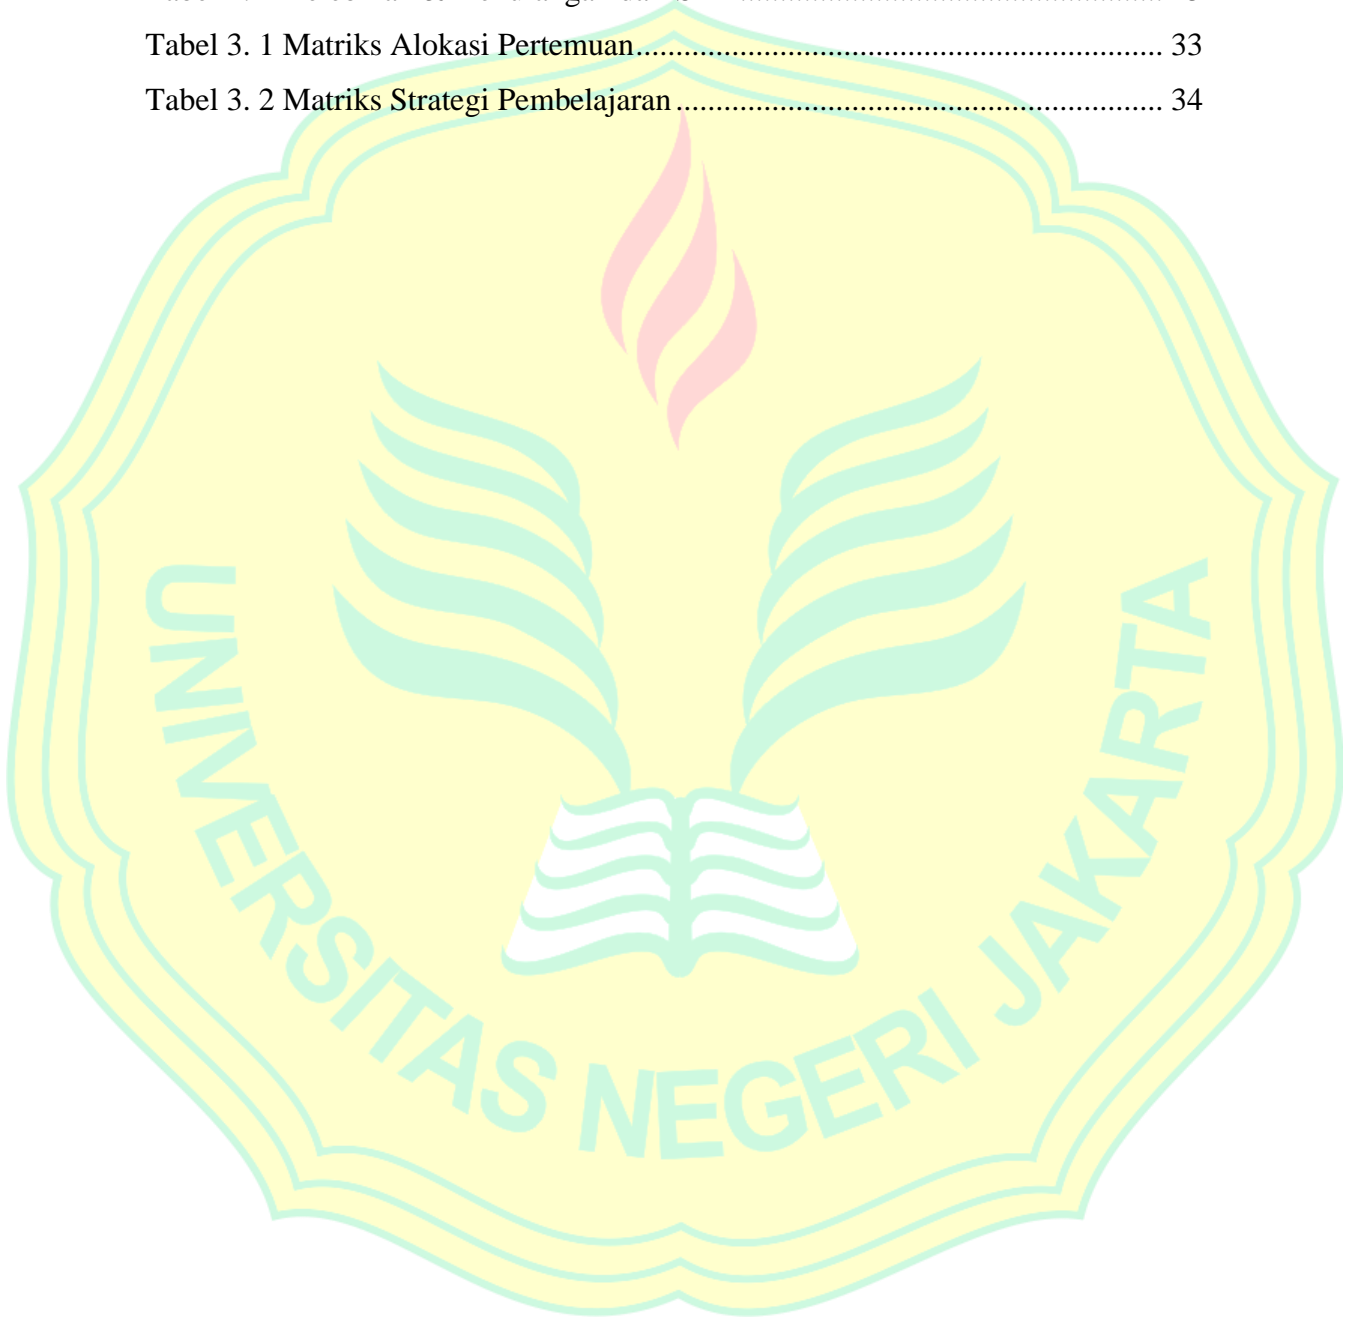 Tabel 3. 1 Matriks Alokasi Pertemuan.................................................................. 33
Tabel 3. 2 Matriks Strategi Pembelajaran............................................................. 34
UNIVERSITAS NEGERI JAKARTA